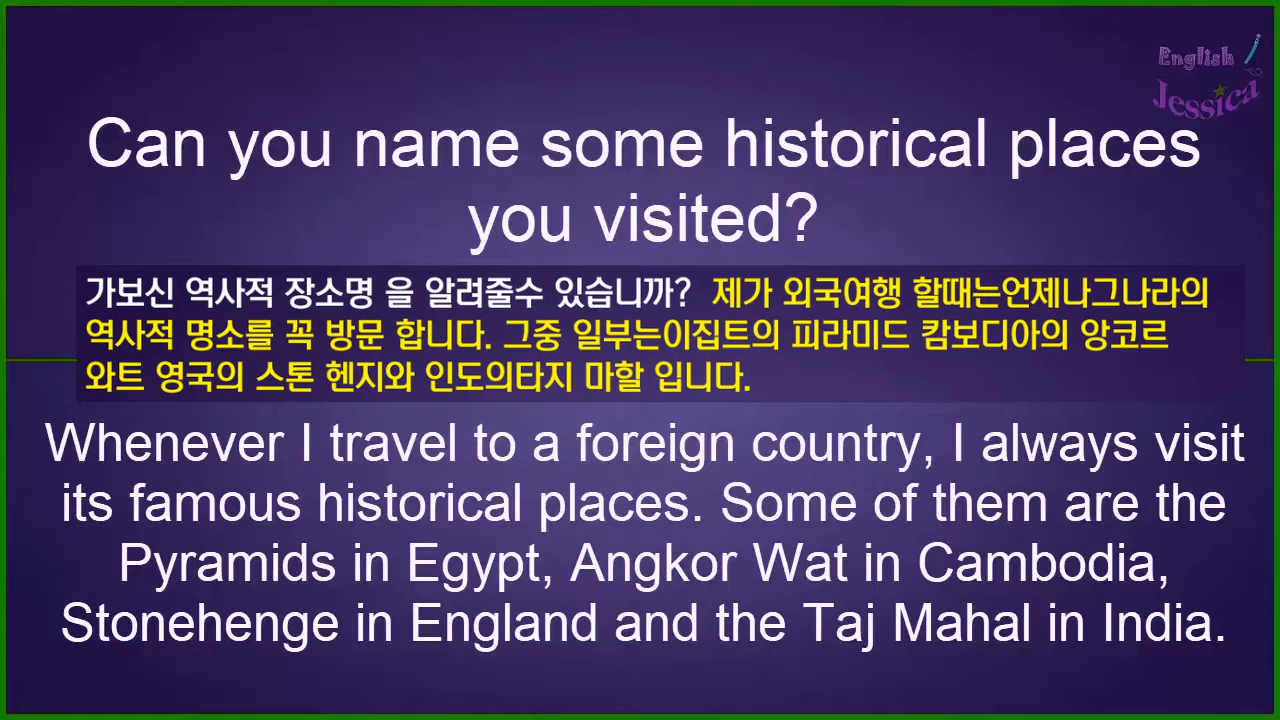 English
Jessica
Can you name some historical places
you visited?
가보신 역사적 장소명 을 알려줄수 있습니까? 제가 외국여행 할때는언제나그나라의
역사적 명소를 꼭 방문 합니다. 그중 일부는이집트의 피라미드 캄보디아의 앙코르
와트 영국의 스톤 헨지와 인도의타지 마할 입니다.
Whenever I travel to a foreign country, I always visit
its famous historical places. Some of them are the
Pyramids in Egypt, Angkor Wat in Cambodia,
Stonehenge in England and the Taj Mahal in India.